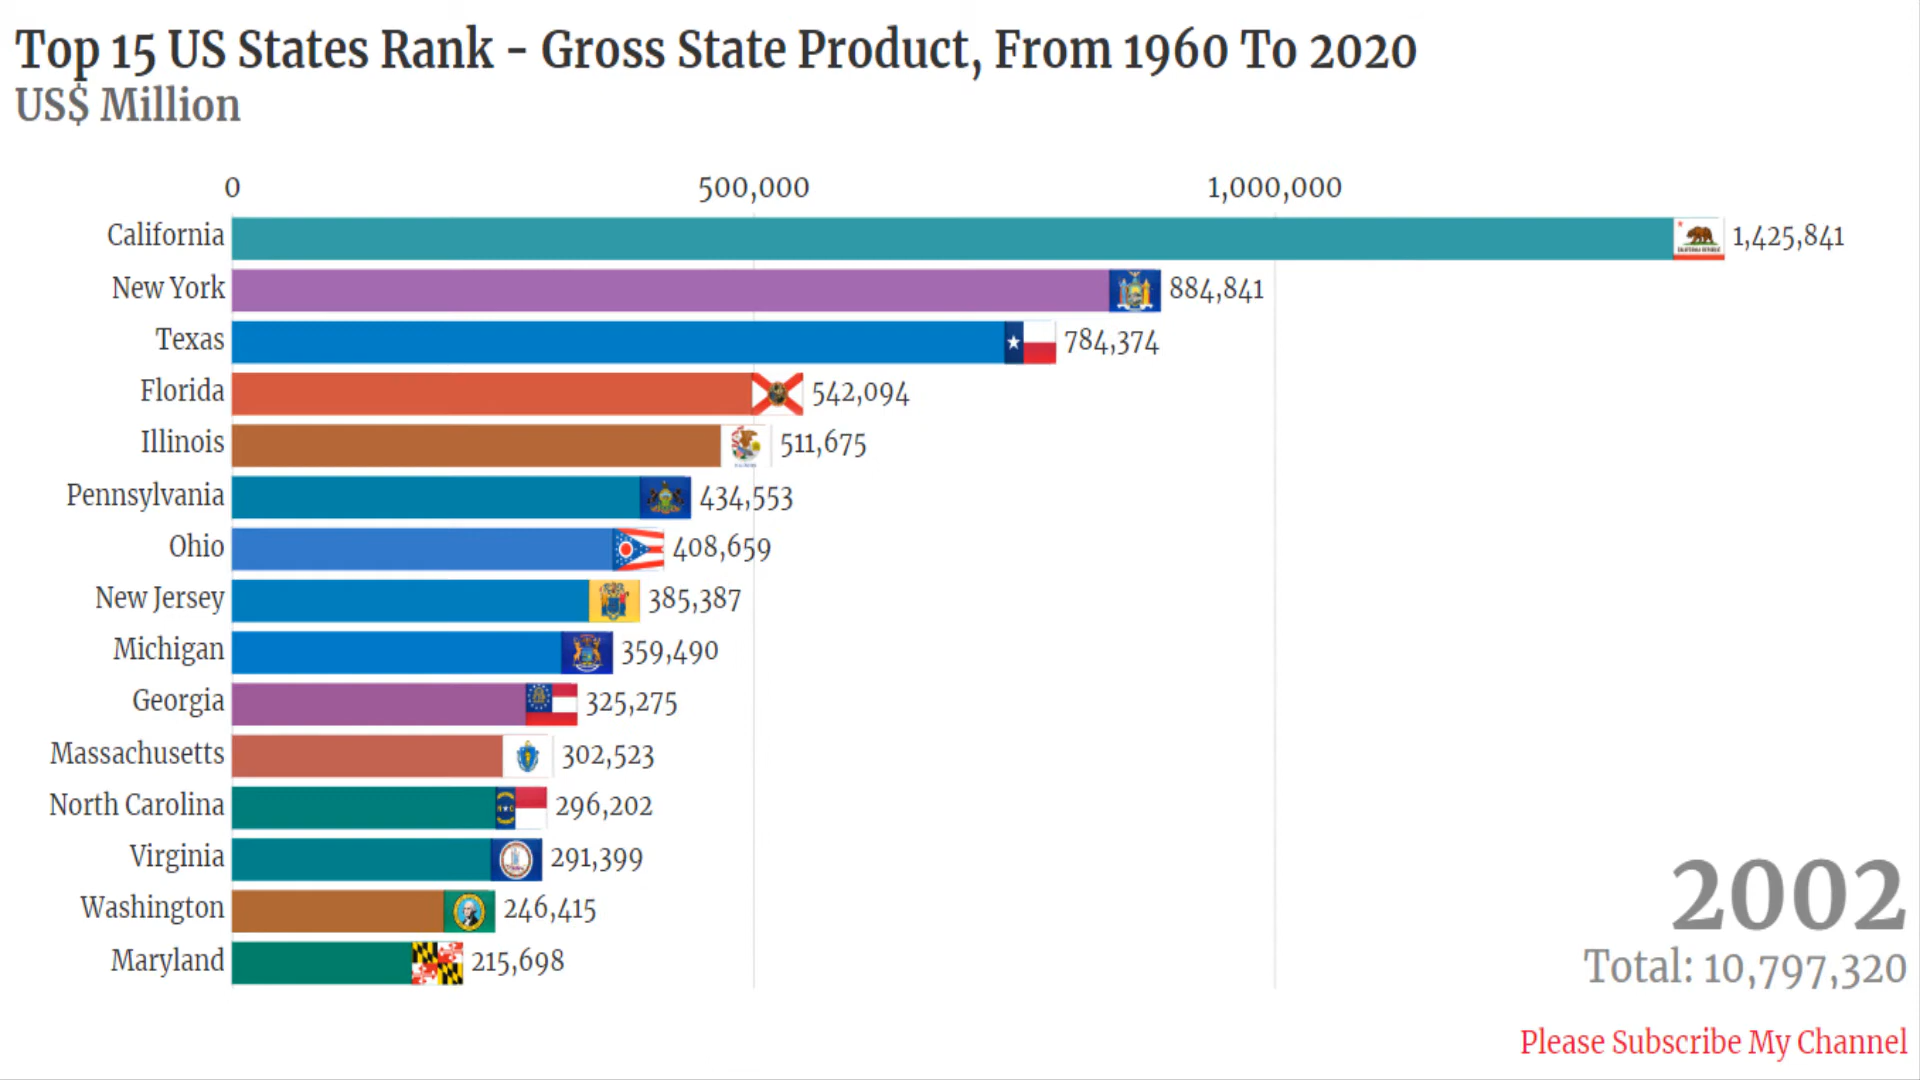 Top 15 US States Rank - Gross State Product, From 1960 To 2020
US$ Million
0 500,000 1,000,000
California 1,425,841
New York 884,841
Texas 784,374
Florida 542,094
Illinois 511,675
Pennsylvania 434,553
Ohio 408,659
New Jersey 385,387
Michigan 359,490
Georgia 325,275
Massachusetts 302,523
North Carolina 296,202
Virginia 291,399
Washington 246,415
Maryland 215,698
2002
Total: 10,797,320
Please Subscribe My Channel